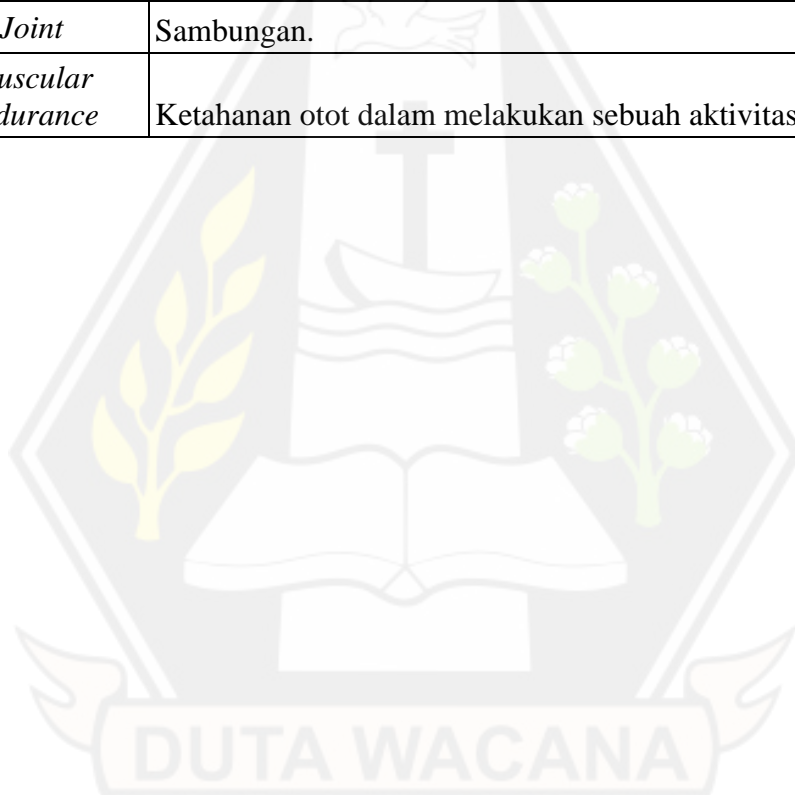 Joint Sambungan.
uscular
durance Ketahanan otot dalam melakukan sebuah aktivitas
DUTA WACANA